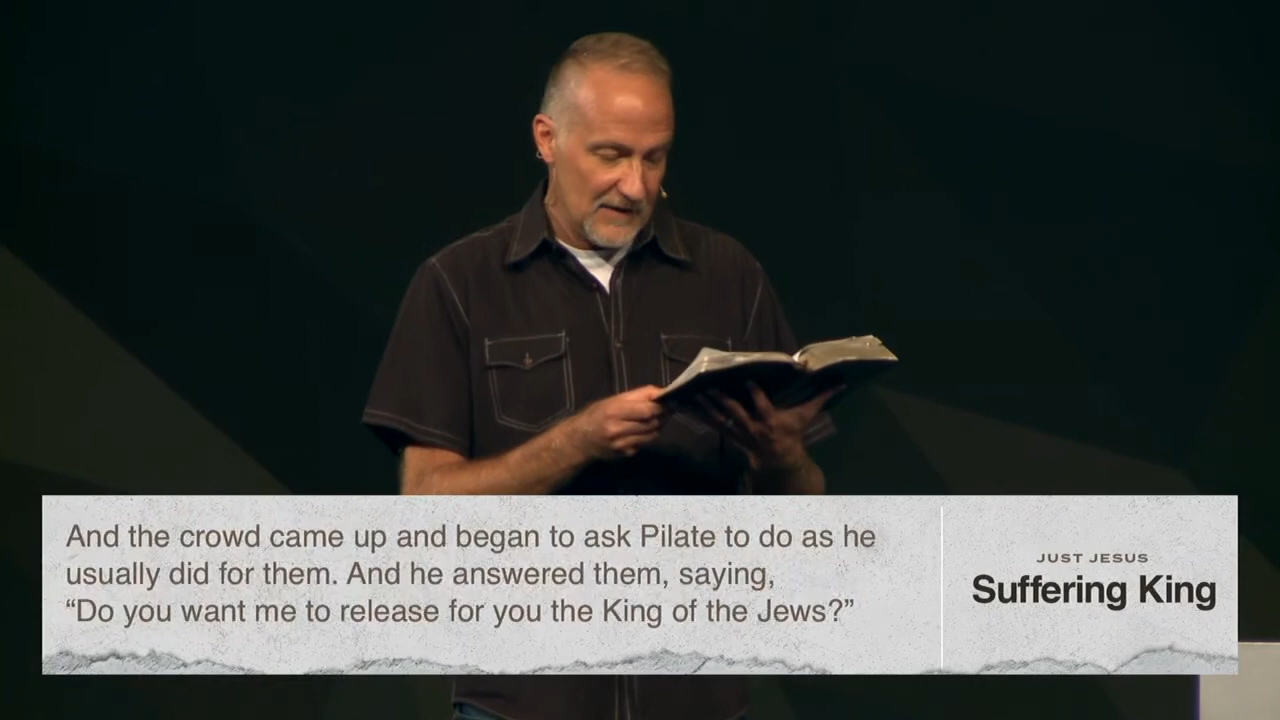 And the crowd came up and began to ask Pilate to do as he
usually did for them. And he answered them, saying,
“Do you want me to release for you the King of the Jews?”
JUST JESUS
Suffering King